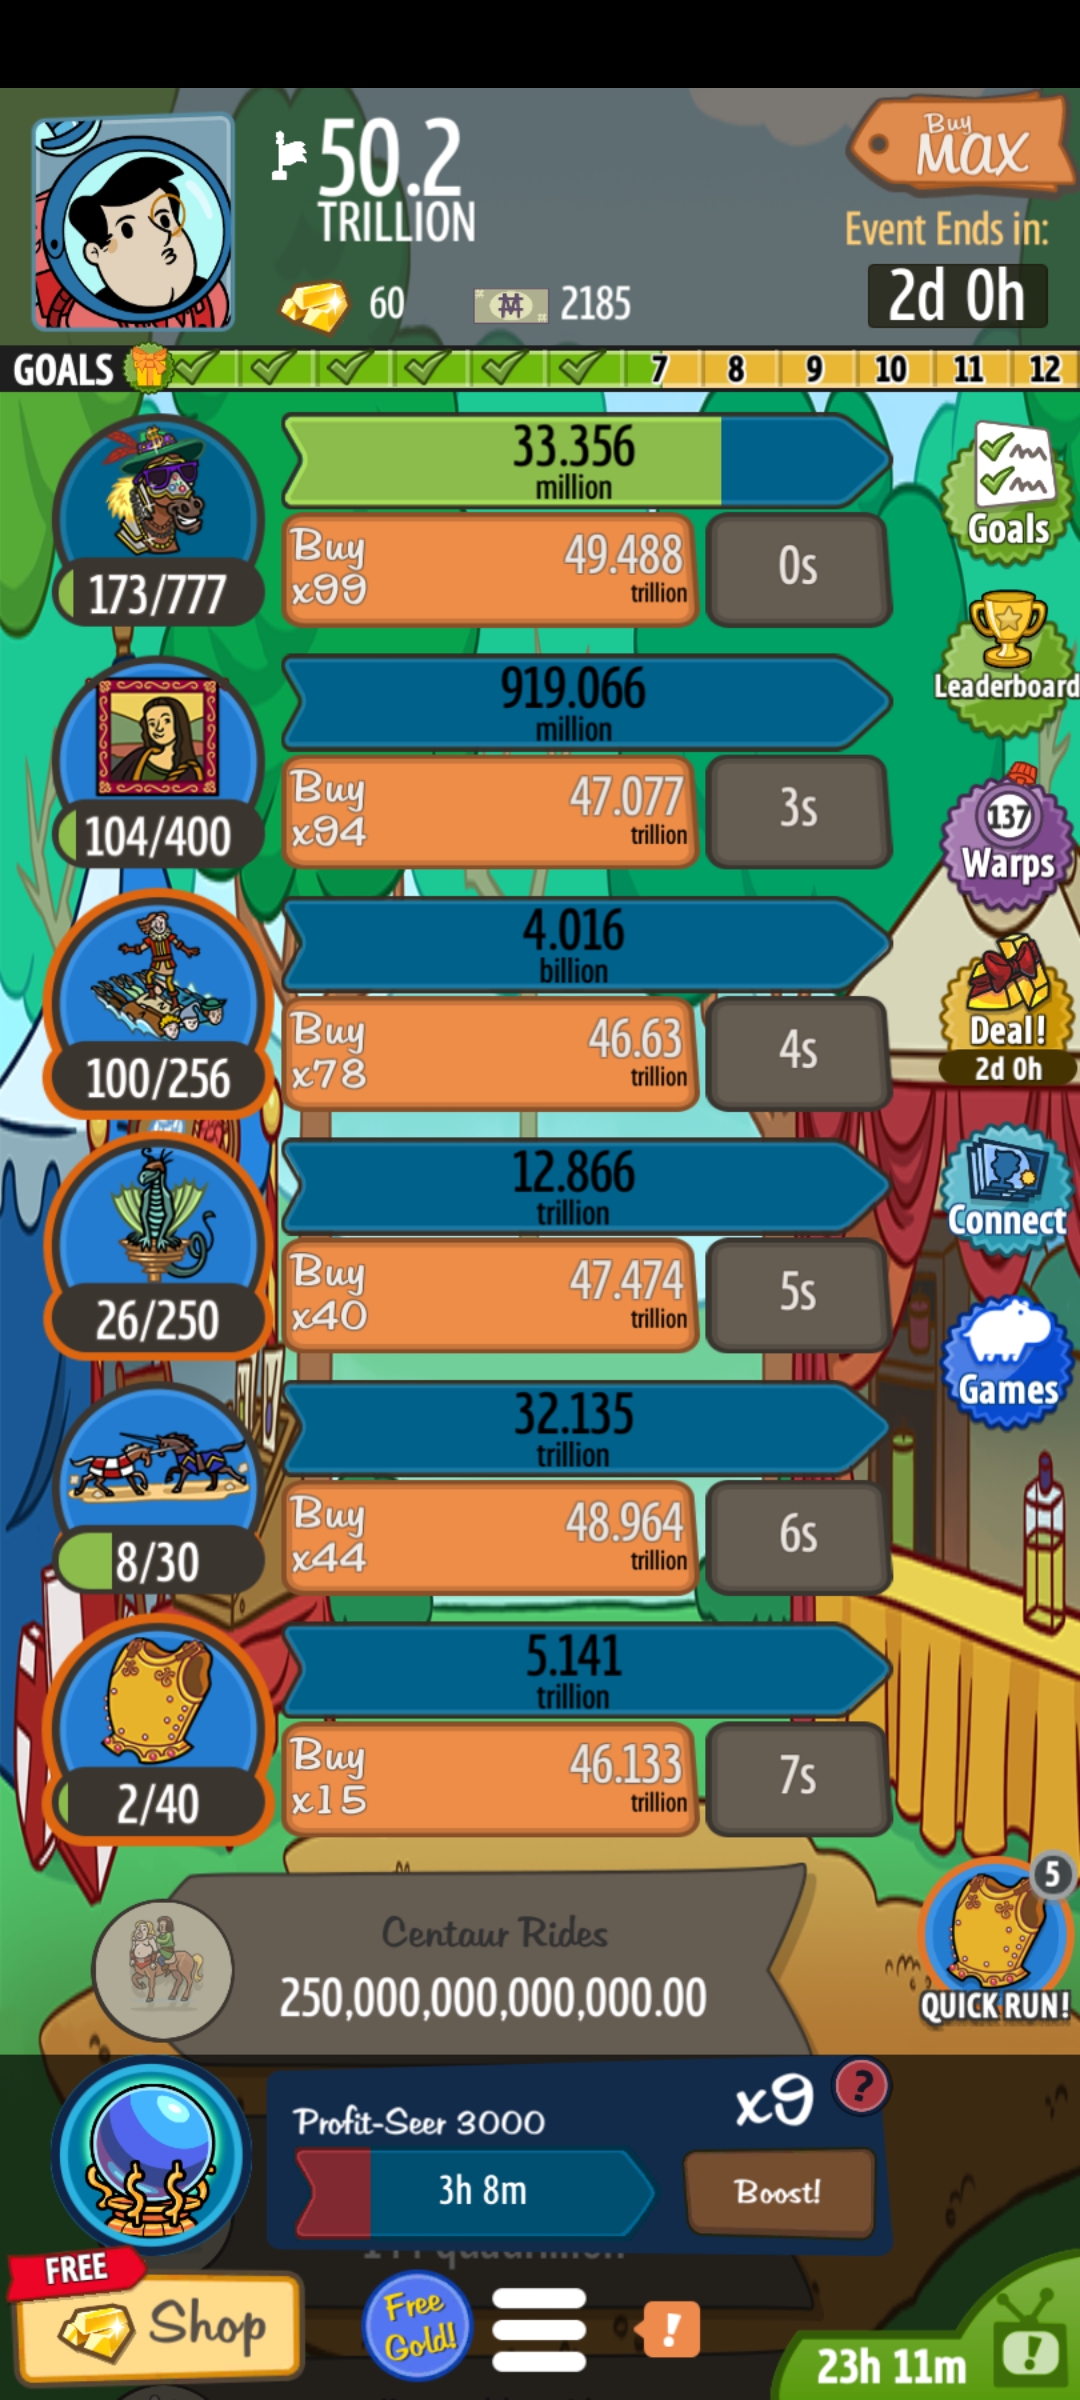 50.2
TRILLION
Buy
MAX
Event Ends in:
2d 0h
60
2185
GOALS
7 8 9 10 11 12
33.356
million
Buy
x99
49.488
trillion
0s
173/777
Goals
Leaderboard
919.066
million
Buy
x94
47.077
trillion
3s
104/400
137
Warps
4.016
billion
Buy
x78
46.63
trillion
4s
100/256
Deal!
2d 0h
12.866
trillion
Buy
x40
47.474
trillion
5s
26/250
Connect
32.135
trillion
Buy
x44
48.964
trillion
6s
8/30
Games
5.141
trillion
Buy
x15
46.133
trillion
7s
2/40
Centaur Rides
250,000,000,000,000.00
5
QUICK RUN!
Profit-Seer 3000
x9
?
3h 8m
Boost!
FREE
Shop
Free
Gold!
!
23h 11m
!